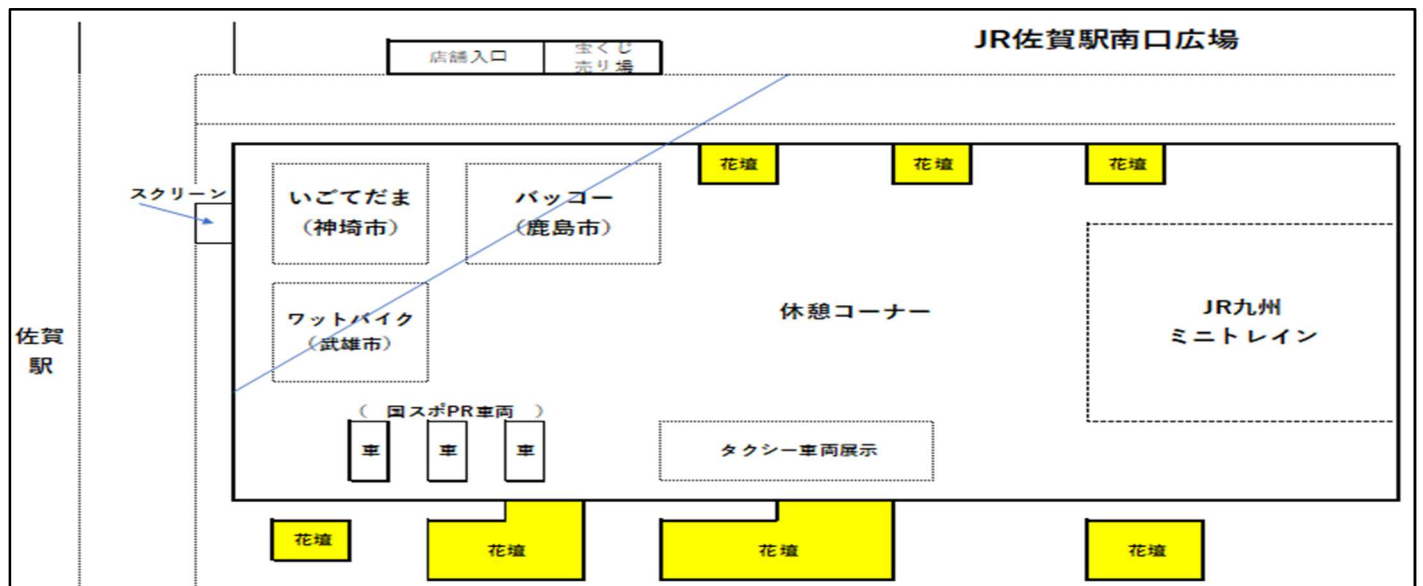 JR佐賀駅南口広場
店舗入口
宝くじ
売り場
花壇
花壇
花壇
スクリーン
いごてだま
（神埼市）
バッコー
（鹿島市）
ワットバイク
（武雄市）
休憩コーナー
JR九州
ミニトレイン
佐賀
駅
（　国スポPR車両　）
車
車
車
タクシー車両展示
花壇
花壇
花壇
花壇